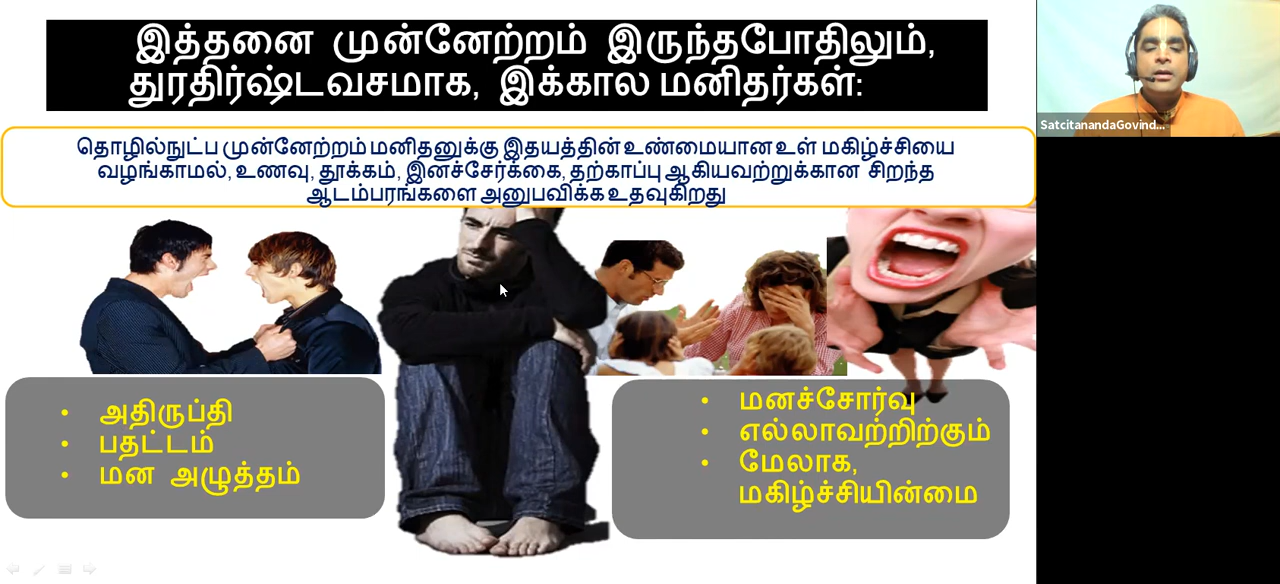 இத்தனை முன்னேற்றம் இருந்தபோதிலும்,
துரதிர்ஷ்டவசமாக, இக்கால மனிதர்கள்:
தொழில்நுட்ப முன்னேற்றம் மனிதனுக்கு இதயத்தின் உண்மையான உள் மகிழ்ச்சியை
வழங்காமல், உணவு, தூக்கம், இனச்சேர்க்கை, தற்காப்பு ஆகியவற்றுக்கான சிறந்த
ஆடம்பரங்களை அனுபவிக்க உதவுகிறது
• அதிருப்தி
• பதட்டம்
• மன அழுத்தம்
• மனச்சோர்வு
• எல்லாவற்றிற்கும்
• மேலாக,
மகிழ்ச்சியின்மை
SatcitanandaGovind...